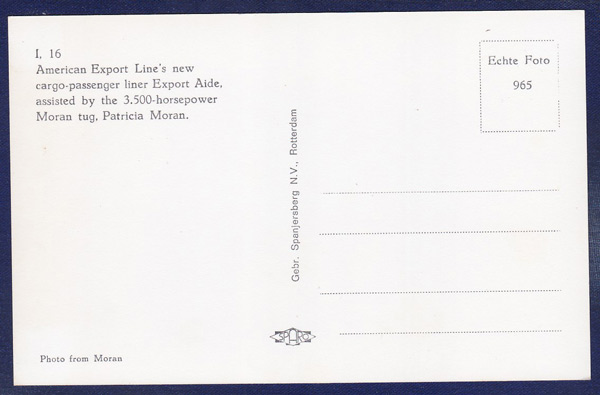 I, 16
American Export Line's new
cargo-passenger liner Export Aide,
assisted by the 3.500-horsepower
Moran tug, Patricia Moran.
Echte Foto
965
Gebr. Spanjersberg N.V., Rotterdam
SPARO
Photo from Moran